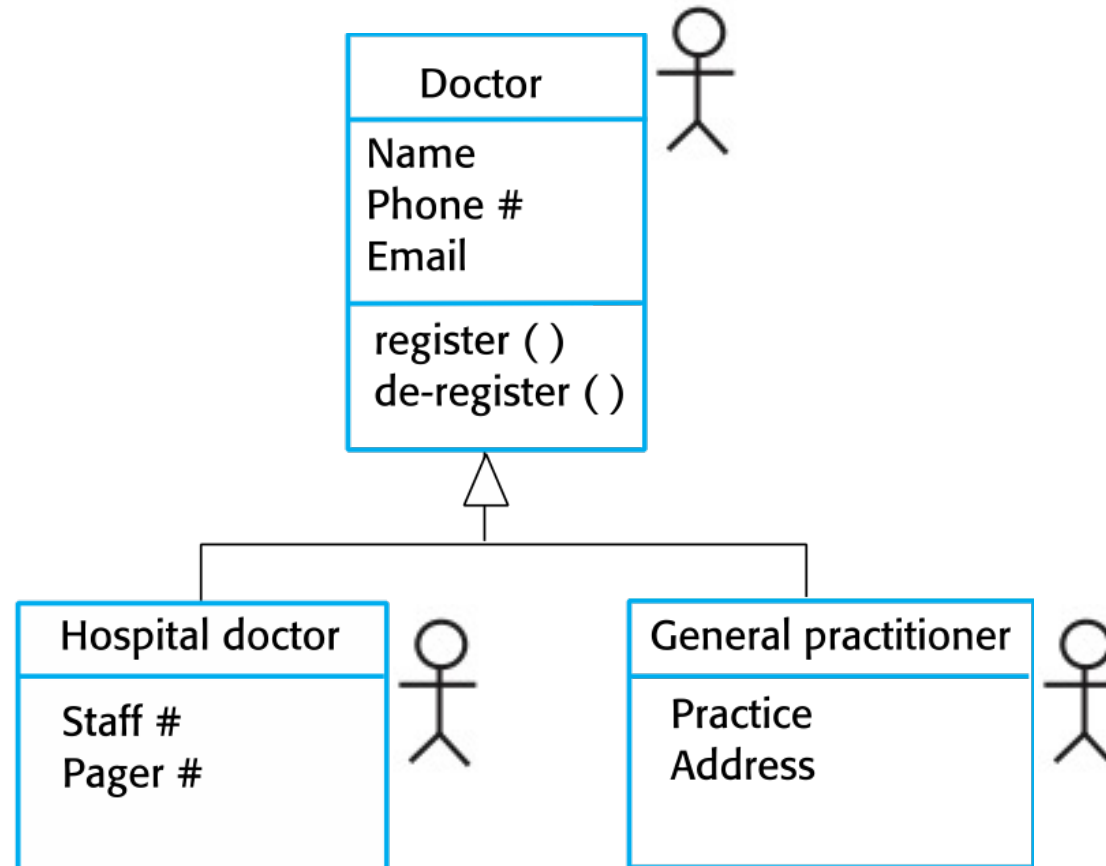 Doctor
Name
Phone #
Email
register ( )
de-register ( )
Hospital doctor
Staff #
Pager #
General practitioner
Practice
Address